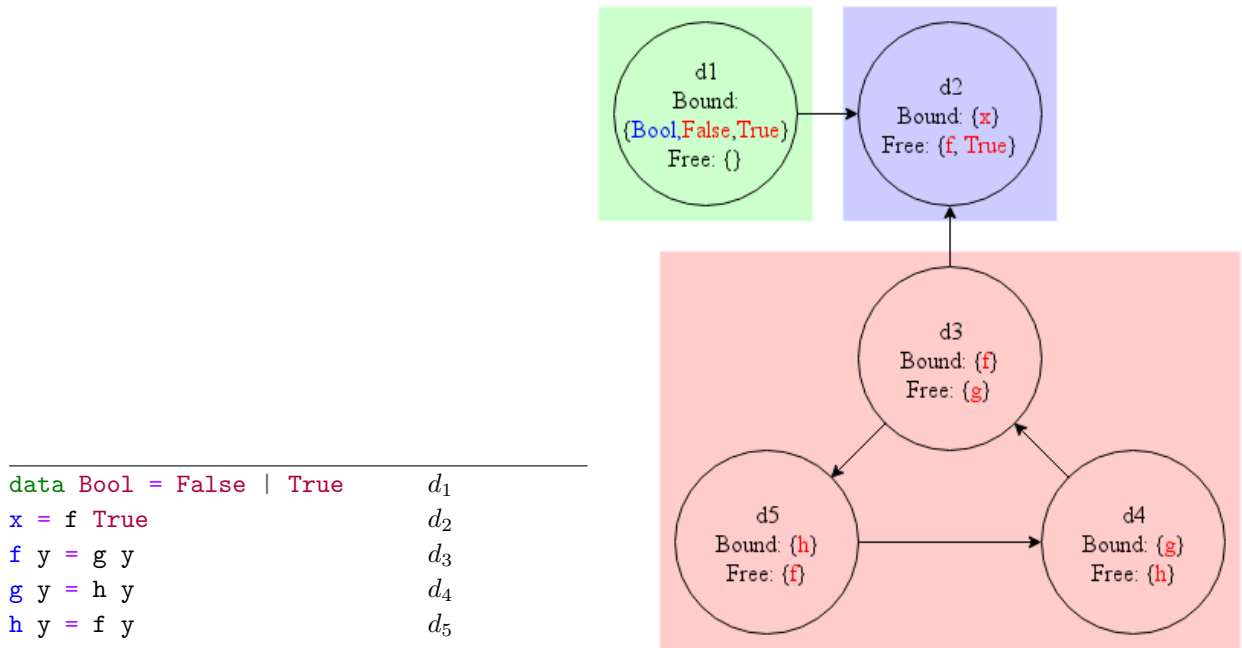 d1
Bound:
{Bool,False,True}
Free: {}
d2
Bound: {x}
Free: {f, True}
d3
Bound: {f}
Free: {g}
d5
Bound: {h}
Free: {f}
d4
Bound: {g}
Free: {h}
data Bool = False | True d₁
x = f True d₂
f y = g y d₃
g y = h y d₄
h y = f y d₅